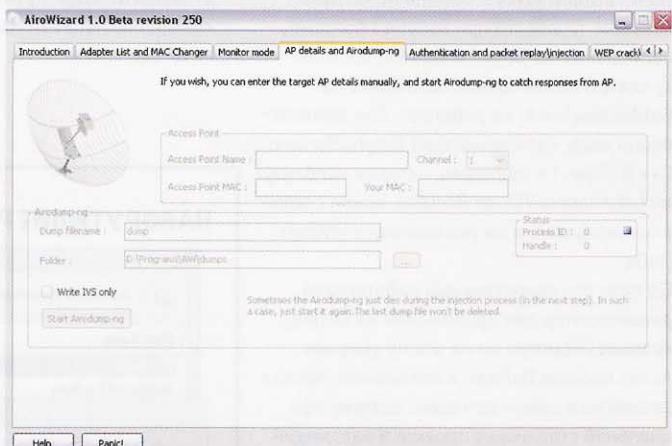 AiroWizard 1.0 Beta revision 250
Introduction Adapter List and MAC Changer Monitor mode AP details and Airodump-ng Authentication and packet replay\injection WEP cracki
If you wish, you can enter the target AP details manually, and start Airodump-ng to catch responses from AP.
Access Point
Access Point Name : Channel : 1
Access Point MAC : Your MAC :
Airodump-ng
Dump filename : dump
Folder : D:\Programs\AW\dumps ...
Write IVS only
Start Airodump-ng
Status
Process ID : 0
Handle : 0
Sometimes the Airodump-ng just dies during the injection process (in the next step). In such
a case, just start it again.The last dump file won't be deleted.
Help Panic!